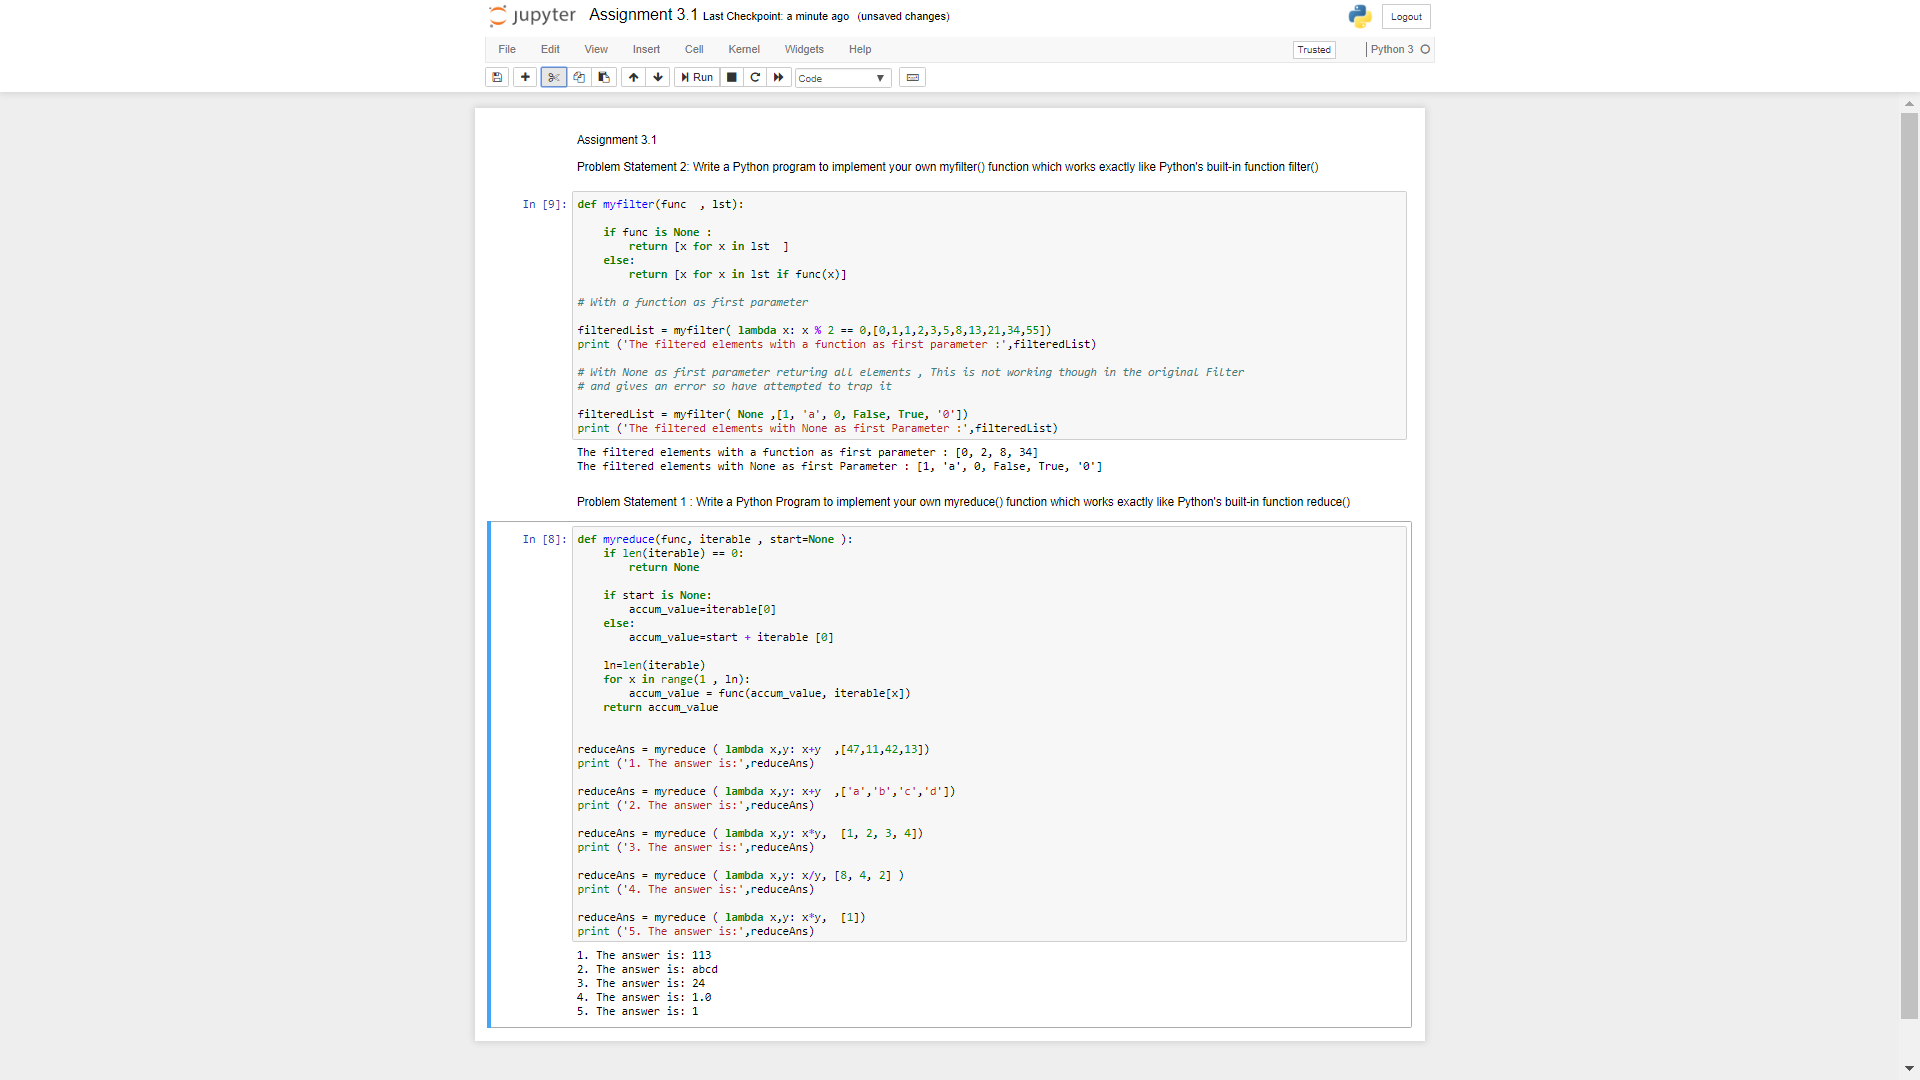 jupyter Assignment 3.1 Last Checkpoint: a minute ago (unsaved changes) Logout
File Edit View Insert Cell Kernel Widgets Help Trusted Python 3
Run Code
Assignment 3.1
Problem Statement 2: Write a Python program to implement your own myfilter() function which works exactly like Python's built-in function filter()
In [9]: def myfilter(func  , lst):
    if func is None :
        return [x for x in lst  ]
    else:
        return [x for x in lst if func(x)]
# With a function as first parameter
filteredList = myfilter( lambda x: x % 2 == 0,[0,1,1,2,3,5,8,13,21,34,55])
print ('The filtered elements with a function as first parameter :',filteredList)
# With None as first parameter returing all elements , This is not working though in the original Filter
# and gives an error so have attempted to trap it
filteredList = myfilter( None ,[1, 'a', 0, False, True, '0'])
print ('The filtered elements with None as first Parameter :',filteredList)
The filtered elements with a function as first parameter : [0, 2, 8, 34]
The filtered elements with None as first Parameter : [1, 'a', 0, False, True, '0']
Problem Statement 1 : Write a Python Program to implement your own myreduce() function which works exactly like Python's built-in function reduce()
In [8]: def myreduce(func, iterable , start=None ):
    if len(iterable) == 0:
        return None
    if start is None:
        accum_value=iterable[0]
    else:
        accum_value=start + iterable [0]
    ln=len(iterable)
    for x in range(1 , ln):
        accum_value = func(accum_value, iterable[x])
    return accum_value
reduceAns = myreduce ( lambda x,y: x+y  ,[47,11,42,13])
print ('1. The answer is:',reduceAns)
reduceAns = myreduce ( lambda x,y: x+y  ,['a','b','c','d'])
print ('2. The answer is:',reduceAns)
reduceAns = myreduce ( lambda x,y: x*y,  [1, 2, 3, 4])
print ('3. The answer is:',reduceAns)
reduceAns = myreduce ( lambda x,y: x/y, [8, 4, 2] )
print ('4. The answer is:',reduceAns)
reduceAns = myreduce ( lambda x,y: x*y,  [1])
print ('5. The answer is:',reduceAns)
1. The answer is: 113
2. The answer is: abcd
3. The answer is: 24
4. The answer is: 1.0
5. The answer is: 1